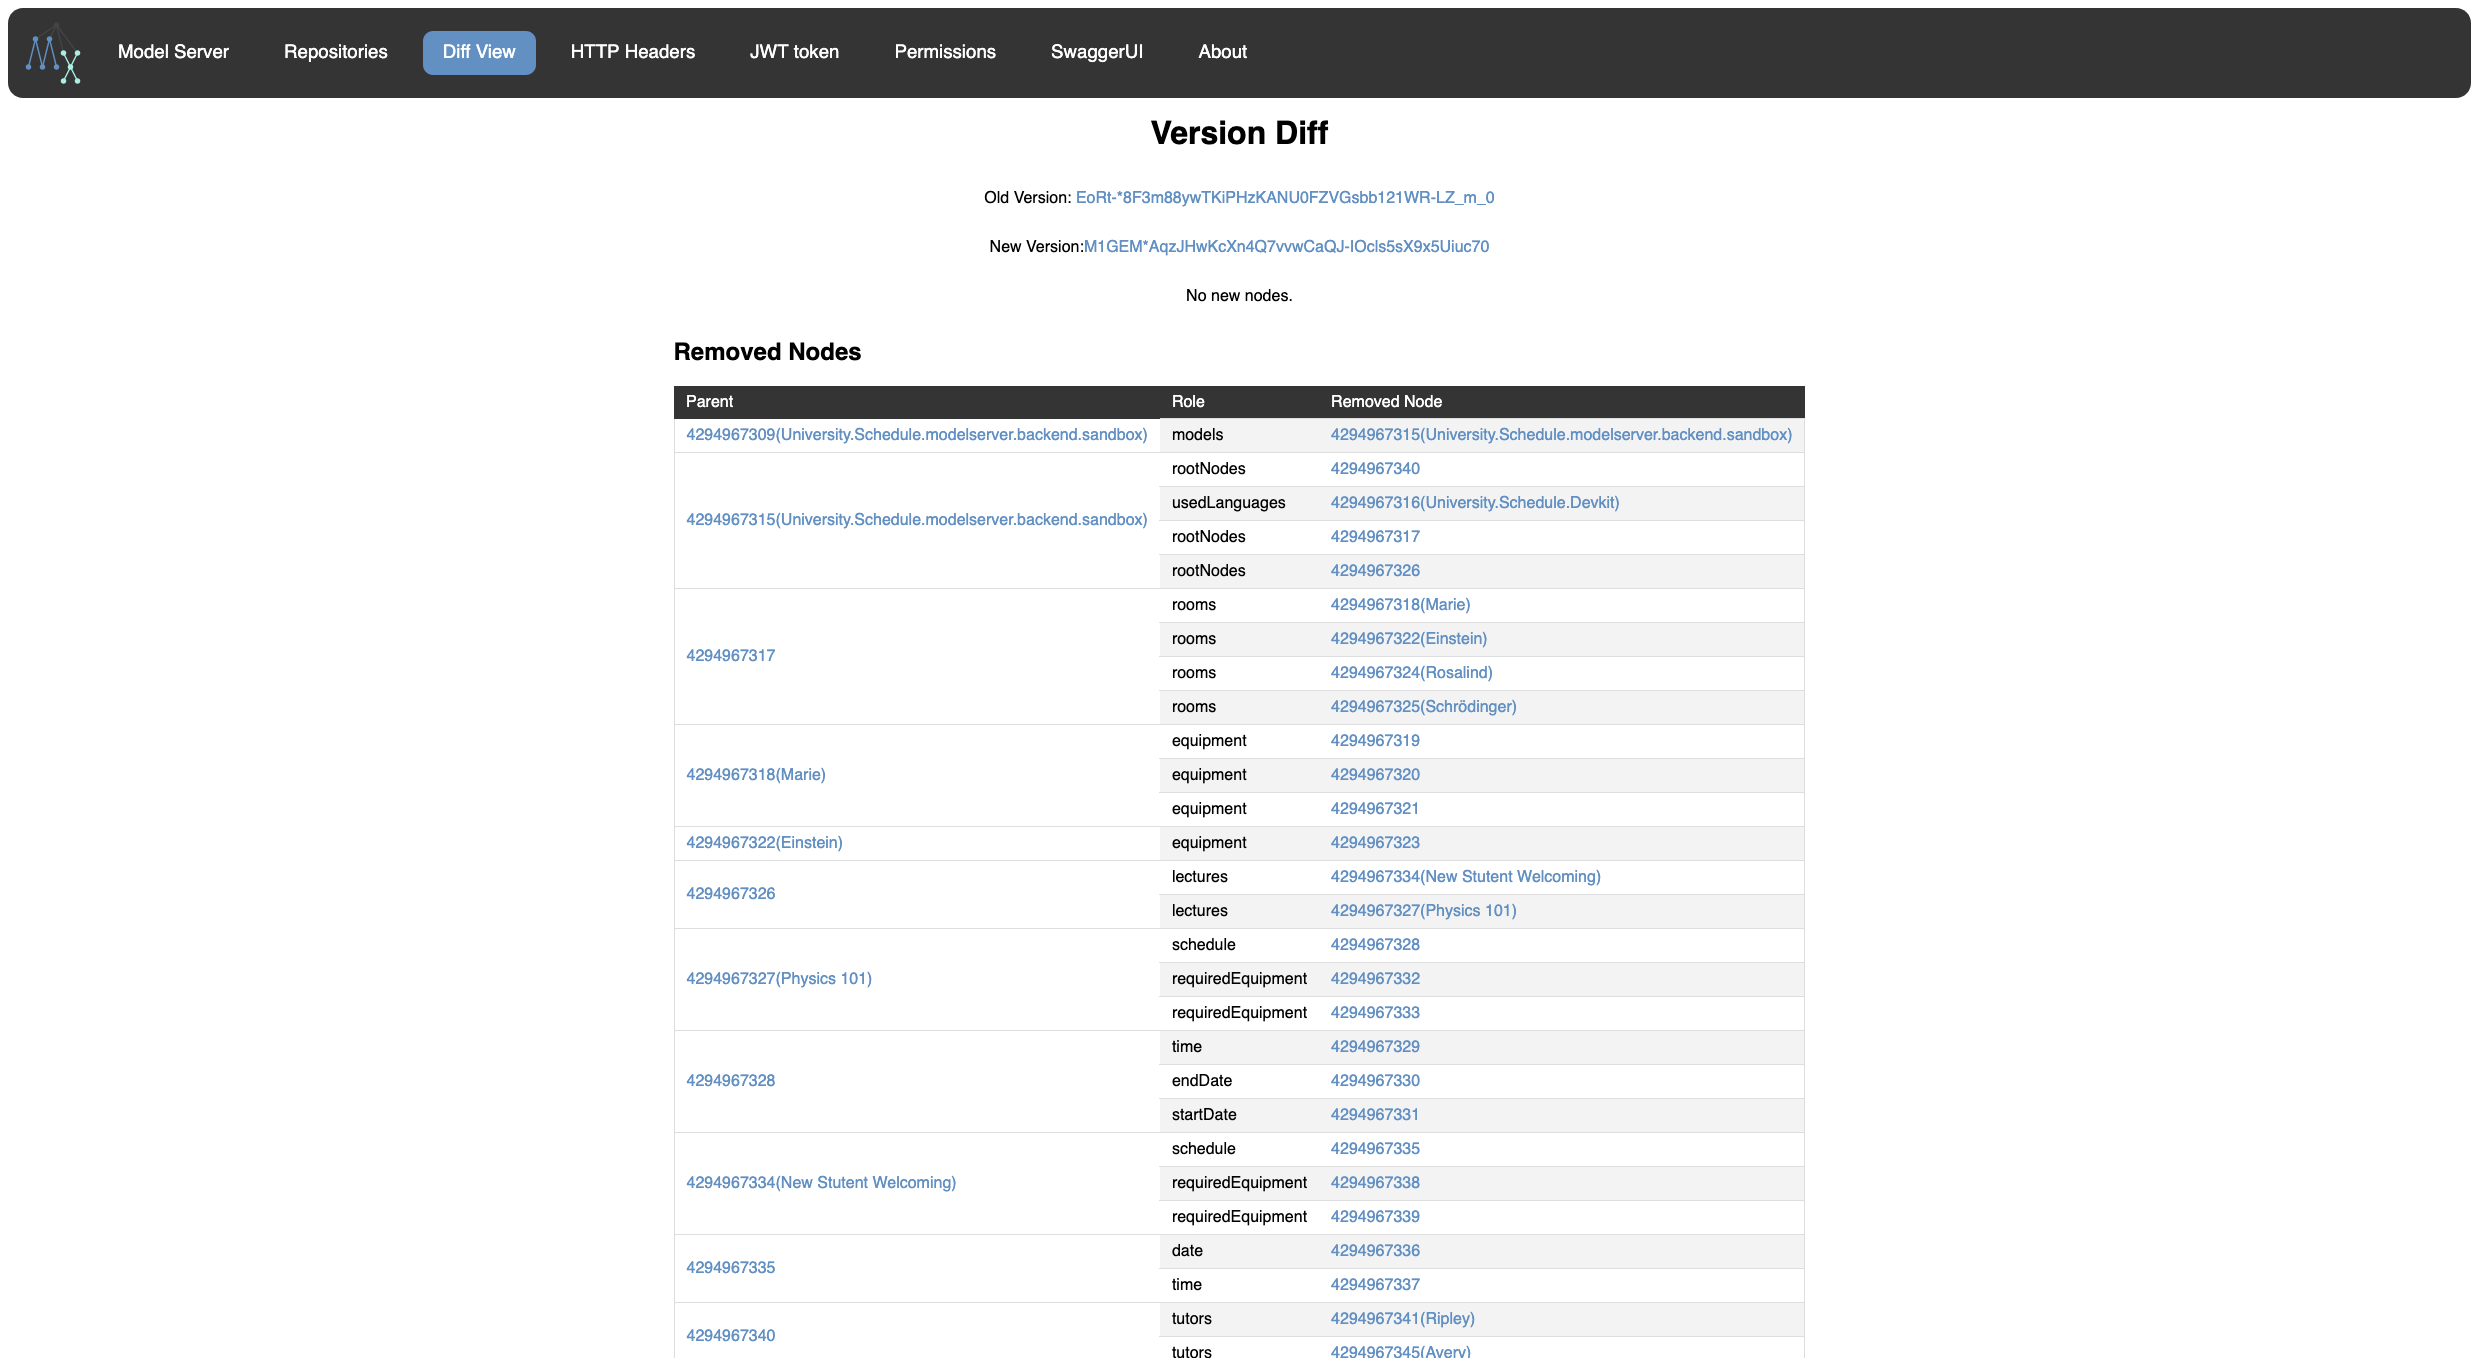 Model Server Repositories Diff View HTTP Headers JWT token Permissions SwaggerUI About
Version Diff
Old Version: EoRt-*8F3m88ywTKiPHzKANU0FZVGsbb121WR-LZ_m_0
New Version:M1GEM*AqzJHwKcXn4Q7vvwCaQJ-IOcls5sX9x5Uiuc70
No new nodes.
Removed Nodes
Parent Role Removed Node
4294967309(University.Schedule.modelserver.backend.sandbox) models 4294967315(University.Schedule.modelserver.backend.sandbox)
rootNodes 4294967340
usedLanguages 4294967316(University.Schedule.Devkit)
4294967315(University.Schedule.modelserver.backend.sandbox)
rootNodes 4294967317
rootNodes 4294967326
rooms 4294967318(Marie)
rooms 4294967322(Einstein)
4294967317
rooms 4294967324(Rosalind)
rooms 4294967325(Schrödinger)
equipment 4294967319
4294967318(Marie) equipment 4294967320
equipment 4294967321
4294967322(Einstein) equipment 4294967323
lectures 4294967334(New Stutent Welcoming)
4294967326
lectures 4294967327(Physics 101)
schedule 4294967328
4294967327(Physics 101) requiredEquipment 4294967332
requiredEquipment 4294967333
time 4294967329
4294967328 endDate 4294967330
startDate 4294967331
schedule 4294967335
4294967334(New Stutent Welcoming) requiredEquipment 4294967338
requiredEquipment 4294967339
date 4294967336
4294967335
time 4294967337
tutors 4294967341(Ripley)
4294967340
tutors 4294967345(Avery)